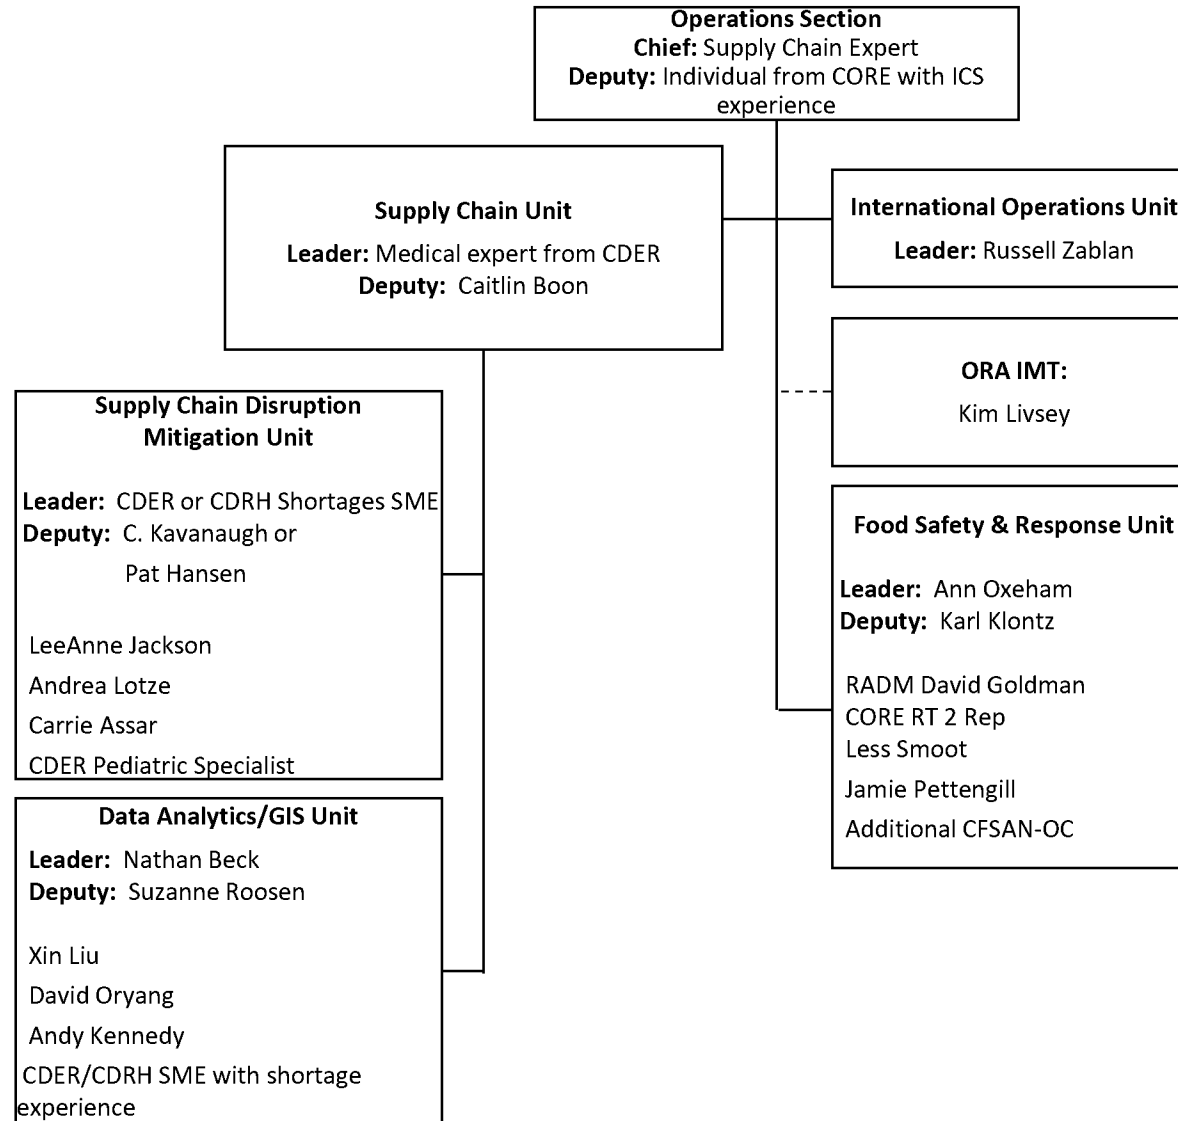 Operations Section
Chief: Supply Chain Expert
Deputy: Individual from CORE with ICS
experience
Supply Chain Unit
Leader: Medical expert from CDER
Deputy: Caitlin Boon
International Operations Unit
Leader: Russell Zablan
ORA IMT:
Kim Livsey
Supply Chain Disruption
Mitigation Unit
Leader: CDER or CDRH Shortages SME
Deputy: C. Kavanaugh or
Pat Hansen
LeeAnne Jackson
Andrea Lotze
Carrie Assar
CDER Pediatric Specialist
Food Safety & Response Unit
Leader: Ann Oxeham
Deputy: Karl Klontz
RADM David Goldman
CORE RT 2 Rep
Less Smoot
Jamie Pettengill
Additional CFSAN-OC
Data Analytics/GIS Unit
Leader: Nathan Beck
Deputy: Suzanne Roosen
Xin Liu
David Oryang
Andy Kennedy
CDER/CDRH SME with shortage
experience